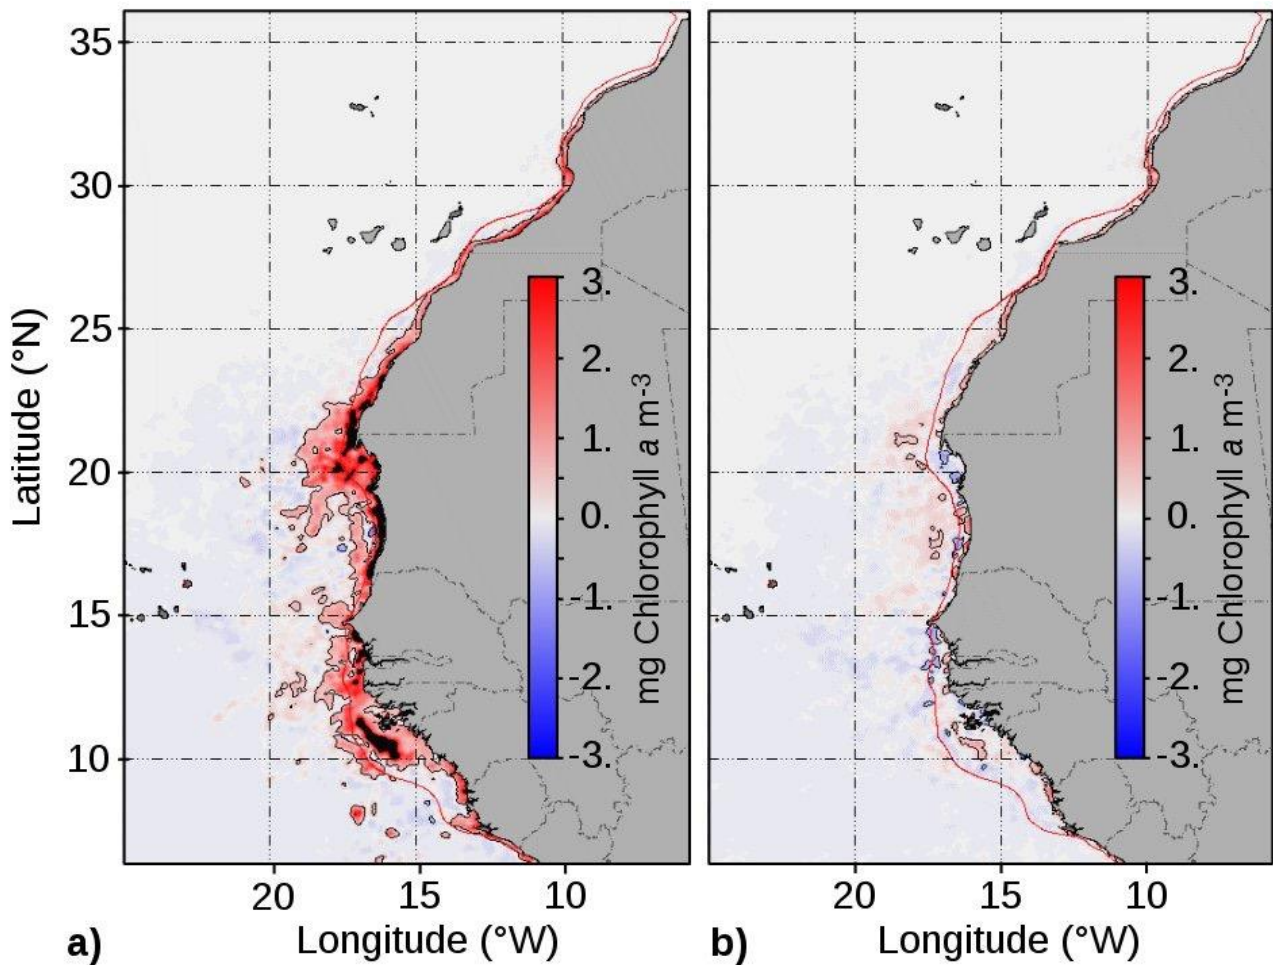 35
30
25
20
15
10
Latitude (°N)
3.
2.
1.
0.
-1.
-2.
-3.
mg Chlorophyll a m-3
20 15 10
Longitude (°W)
a)
3.
2.
1.
0.
-1.
-2.
-3.
mg Chlorophyll a m-3
20 15 10
Longitude (°W)
b)